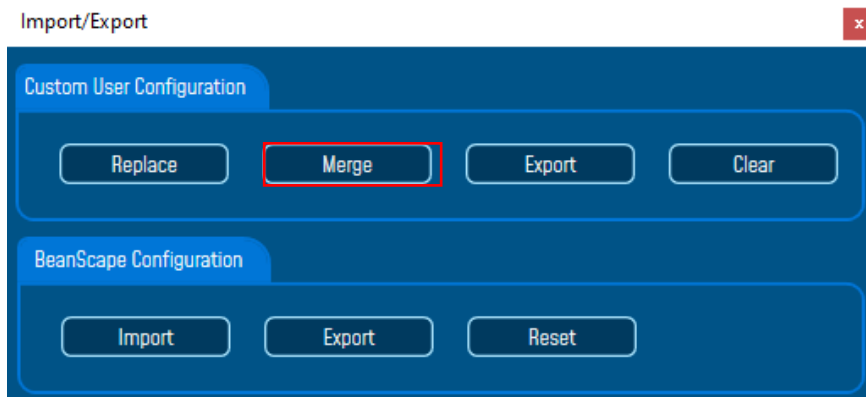 Import/Export
x
Custom User Configuration
Replace Merge Export Clear
BeanScape Configuration
Import Export Reset